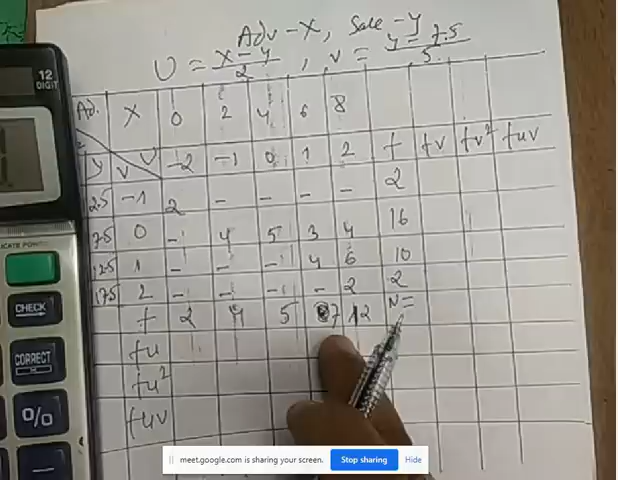 Adv - X, Sale - y
U = x - 4 / 2 , v = y - 7.5 / 5
Ad. X 0 2 4 6 8
y V U -2 -1 0 1 2 f fv fv² fuv
2.5 -1 2 - - - - 2
7.5 0 - 4 5 3 4 16
12.5 1 - - - 4 6 10
17.5 2 - - - - 2 2
f 2 4 5 7 12 N=
fu
fu²
fuv
12
DIGIT
CHECK
CORRECT
%
meet.google.com is sharing your screen. Stop sharing Hide